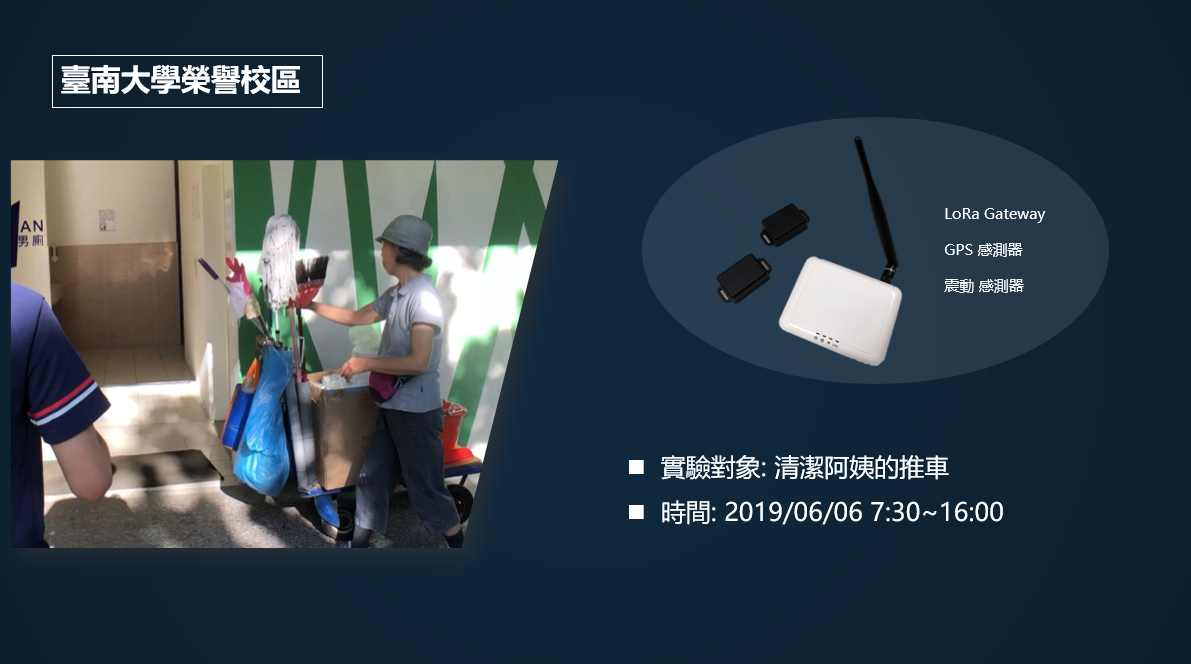 臺南大學榮譽校區
AN
男廁
LoRa Gateway
GPS 感測器
震動 感測器
■ 實驗對象: 清潔阿姨的推車
■ 時間: 2019/06/06 7:30~16:00